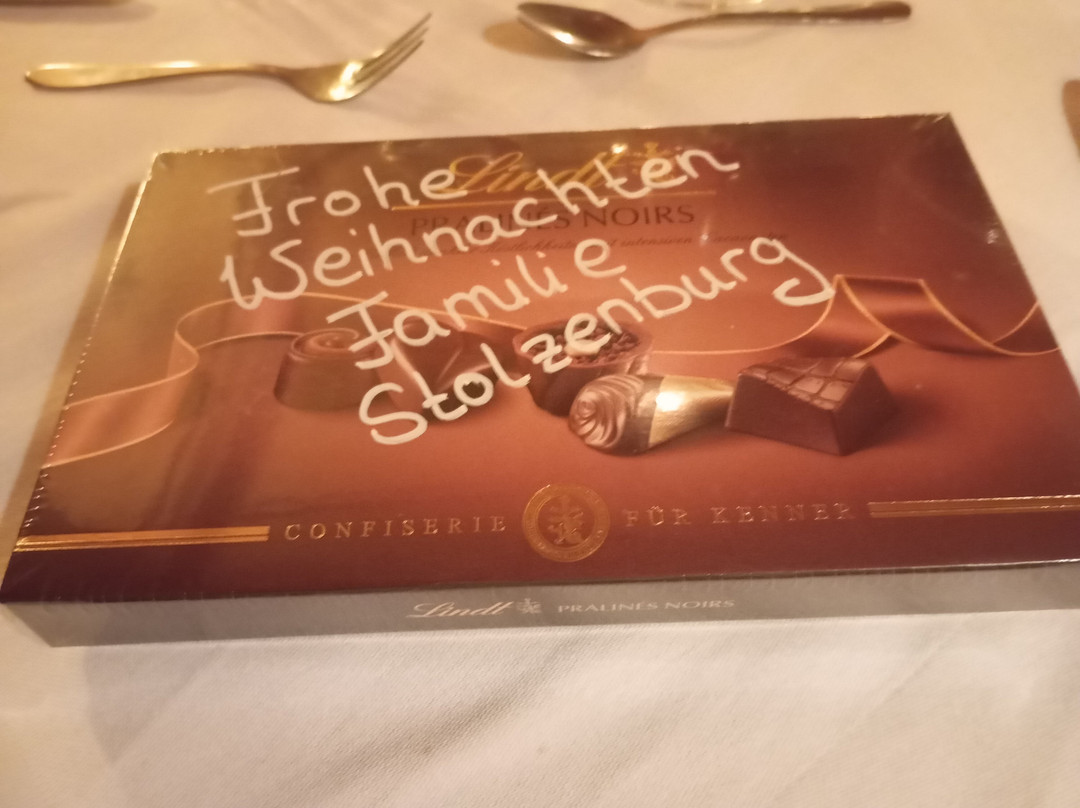 Frohe
Weihnachten
Familie
Stolzenburg
Lindt
PRALINÉS NOIRS
CONFISERIE FÜR KENNER
Lindt PRALINÉS NOIRS